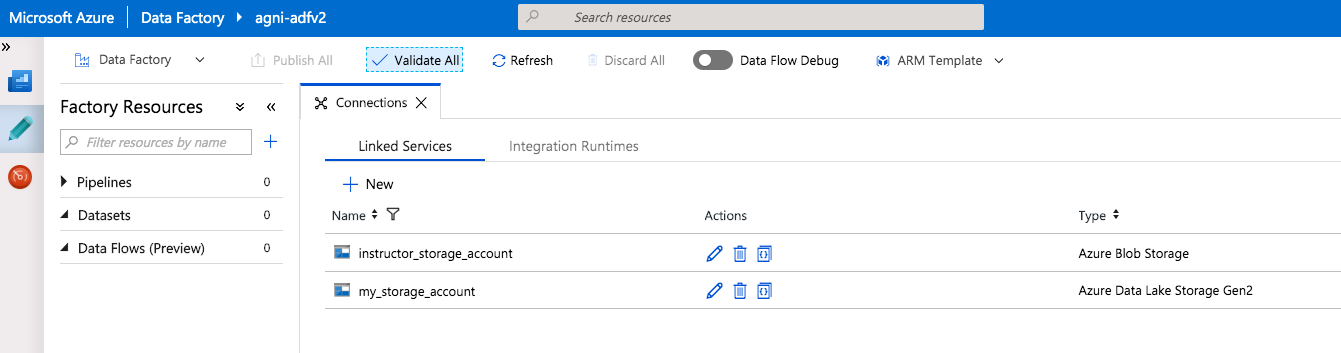 Microsoft Azure Data Factory agni-adfv2 Search resources
»
Data Factory Publish All Validate All Refresh Discard All Data Flow Debug ARM Template
Factory Resources «
Filter resources by name
Pipelines 0
Datasets 0
Data Flows (Preview) 0
Connections
Linked Services Integration Runtimes
+ New
Name Actions Type
instructor_storage_account Azure Blob Storage
my_storage_account Azure Data Lake Storage Gen2